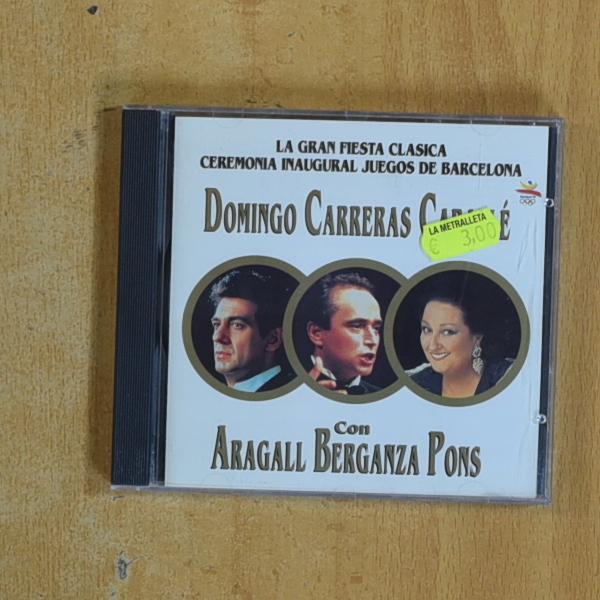 LA GRAN FIESTA CLASICA
CEREMONIA INAUGURAL JUEGOS DE BARCELONA
DOMINGO CARRERAS
LA METRALLETA
€ 3,00
Con
ARAGALL BERGANZA PONS